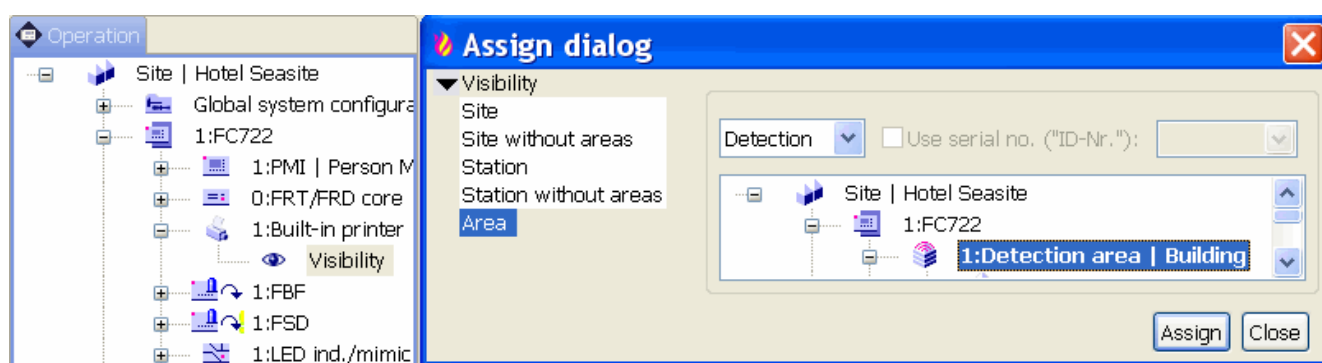 Operation
Site | Hotel Seasite
Global system configura
1:FC722
1:PMI | Person M
0:FRT/FRD core
1:Built-in printer
Visibility
1:FBF
1:FSD
1:LED ind./mimic
Assign dialog
Visibility
Site
Site without areas
Station
Station without areas
Area
Detection
Use serial no. ("ID-Nr."):
Site | Hotel Seasite
1:FC722
1:Detection area | Building
Assign Close